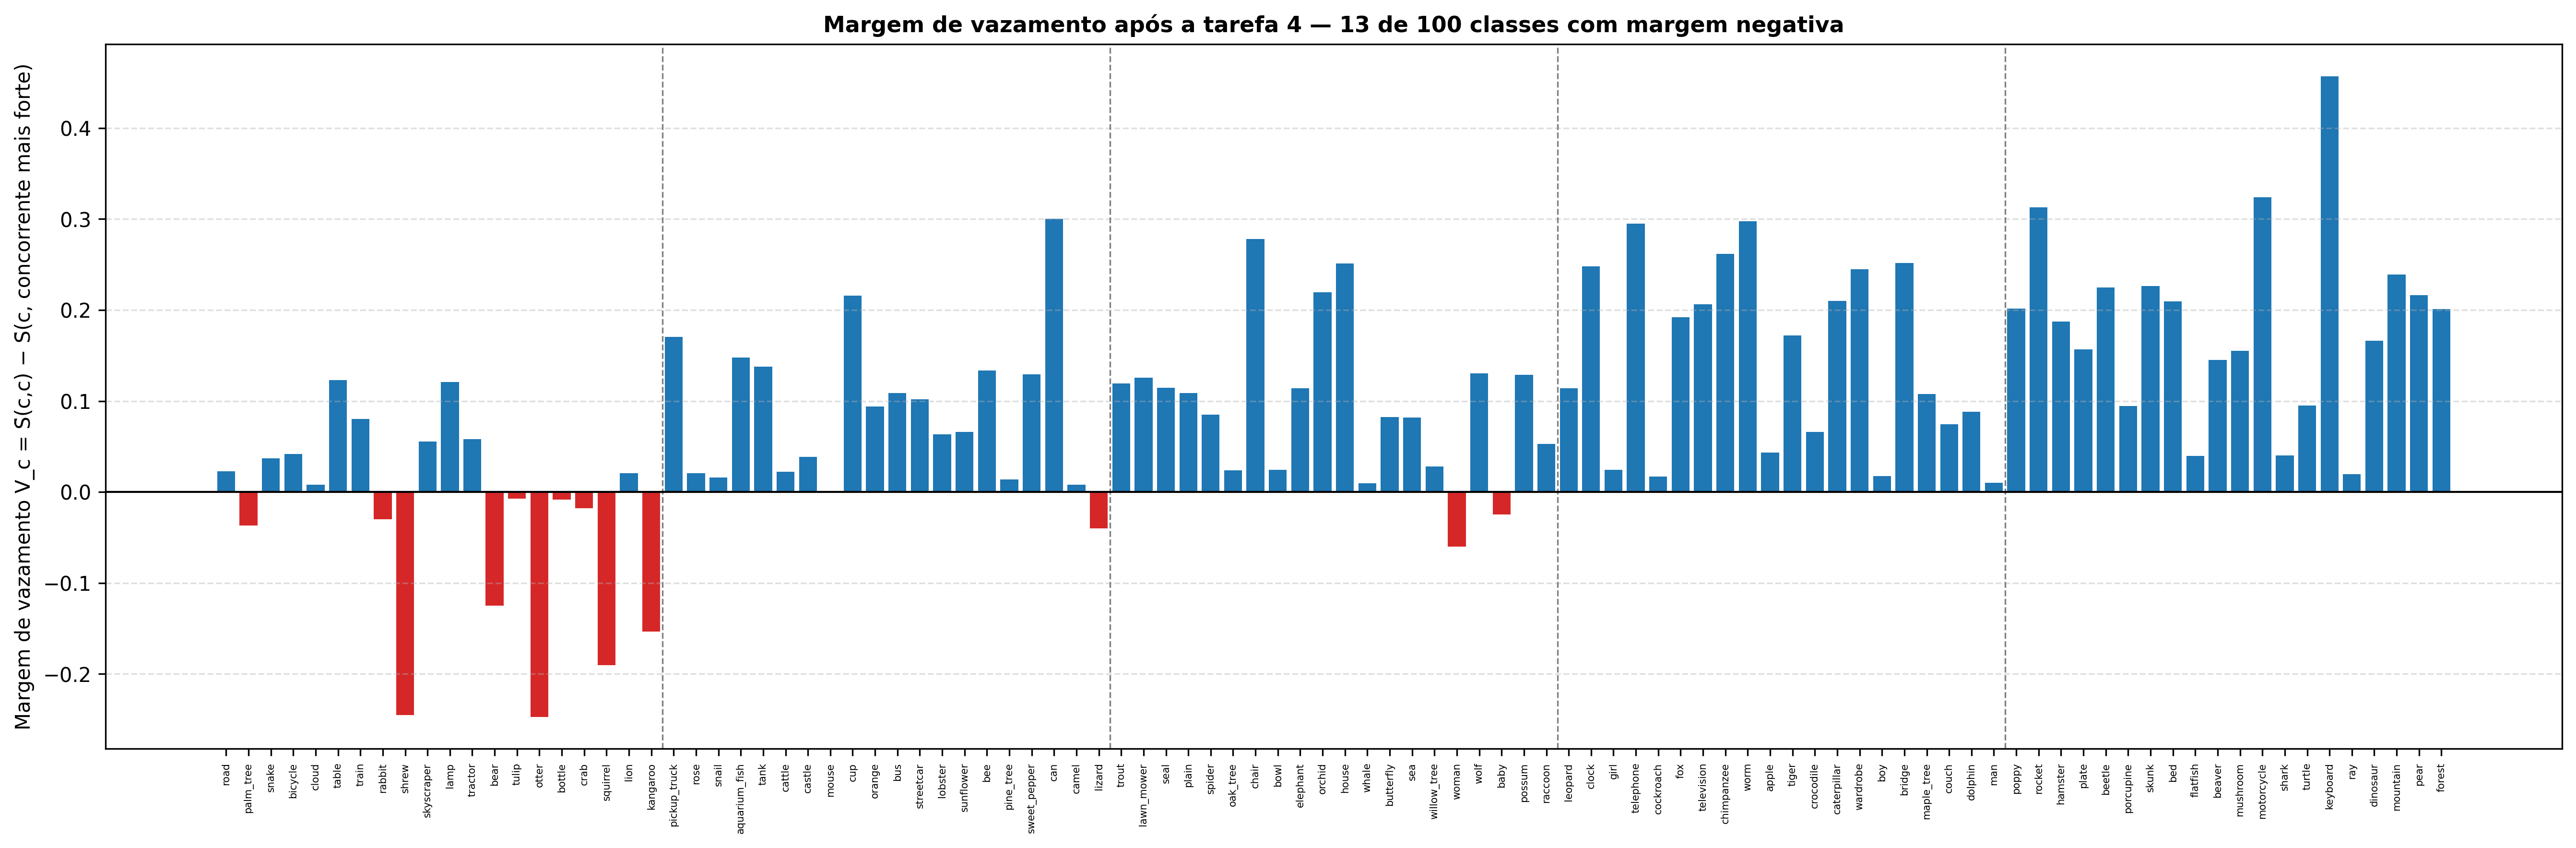 Margem de vazamento após a tarefa 4 — 13 de 100 classes com margem negativa
Margem de vazamento V_c = S(c,c) − S(c, concorrente mais forte)
0.4
0.3
0.2
0.1
0.0
−0.1
−0.2
road
palm_tree
snake
bicycle
cloud
table
train
rabbit
shrew
skyscraper
lamp
tractor
bear
tulip
otter
bottle
crab
squirrel
lion
kangaroo
pickup_truck
rose
snail
aquarium_fish
tank
cattle
castle
mouse
cup
orange
bus
streetcar
lobster
sunflower
bee
pine_tree
sweet_pepper
can
camel
lizard
trout
lawn_mower
seal
plain
spider
oak_tree
chair
bowl
elephant
orchid
house
whale
butterfly
sea
willow_tree
woman
wolf
baby
possum
raccoon
leopard
clock
girl
telephone
cockroach
fox
television
chimpanzee
worm
apple
tiger
crocodile
caterpillar
wardrobe
boy
bridge
maple_tree
couch
dolphin
man
poppy
rocket
hamster
plate
beetle
porcupine
skunk
bed
flatfish
beaver
mushroom
motorcycle
shark
turtle
keyboard
ray
dinosaur
mountain
pear
forest